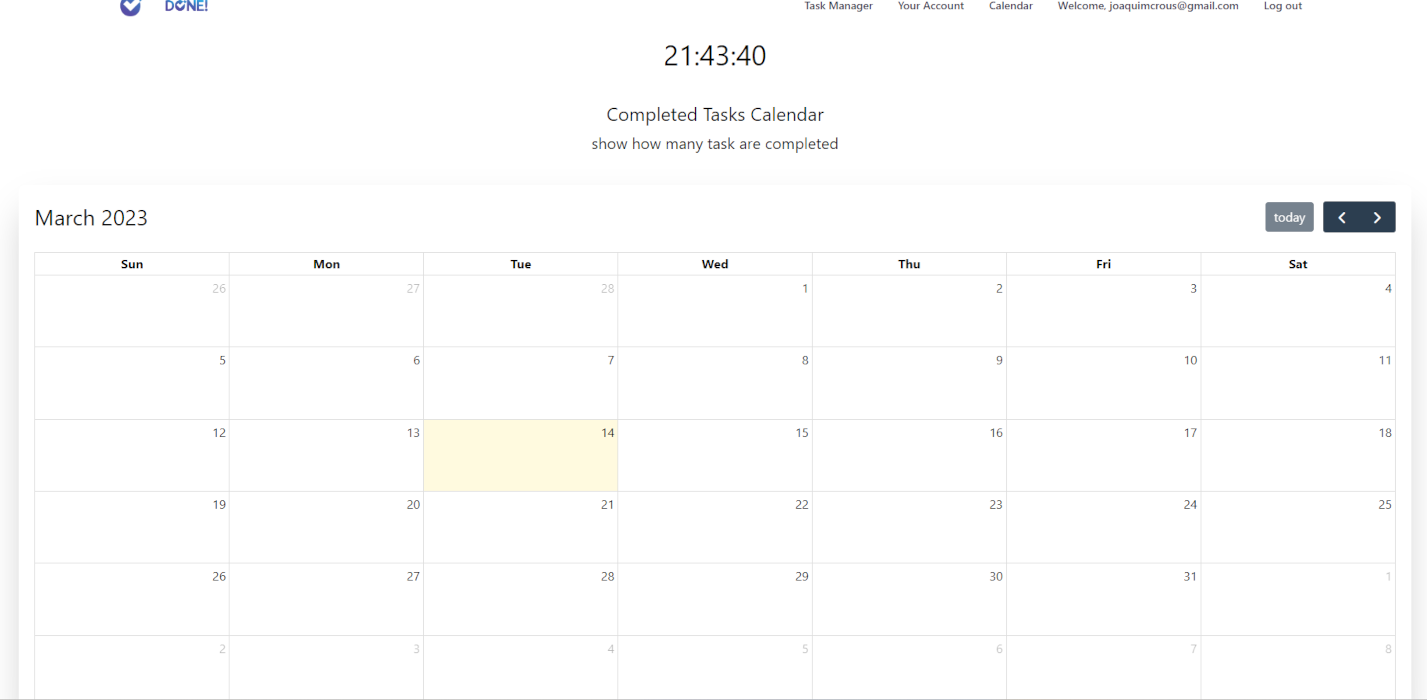 DONE!
Task Manager Your Account Calendar Welcome, joaquimcrous@gmail.com Log out
21:43:40
Completed Tasks Calendar
show how many task are completed
March 2023
today
Sun Mon Tue Wed Thu Fri Sat
26 27 28 1 2 3 4
5 6 7 8 9 10 11
12 13 14 15 16 17 18
19 20 21 22 23 24 25
26 27 28 29 30 31 1
2 3 4 5 6 7 8